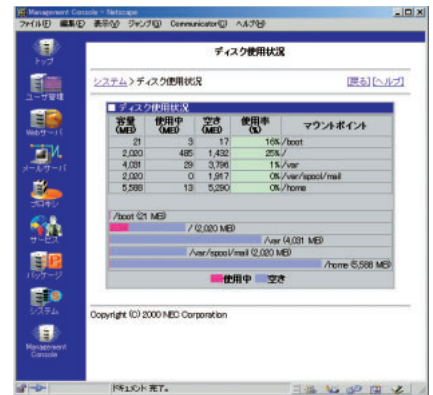 Management Console - Netscape
ファイル(F) 編集(E) 表示(V) ジャンプ(G) Communicator(C) ヘルプ(H)
トップ
ユーザ管理
Webサーバ
メールサーバ
プロキシ
サービス
パッケージ
システム
Management Console
ディスク使用状況
システム>ディスク使用状況
[戻る][ヘルプ]
■ディスク使用状況
容量(MB) 使用中(MB) 空き(MB) 使用率(%) マウントポイント
21 3 17 16% /boot
2,020 485 1,432 25% /
4,031 29 3,796 1% /var
2,020 0 1,917 0% /var/spool/mail
5,588 13 5,290 0% /home
/boot (21 MB)
/ (2,020 MB)
/var (4,031 MB)
/var/spool/mail (2,020 MB)
/home (5,588 MB)
使用中 空き
Copyright (C) 2000 NEC Corporation
ドキュメント 完了。